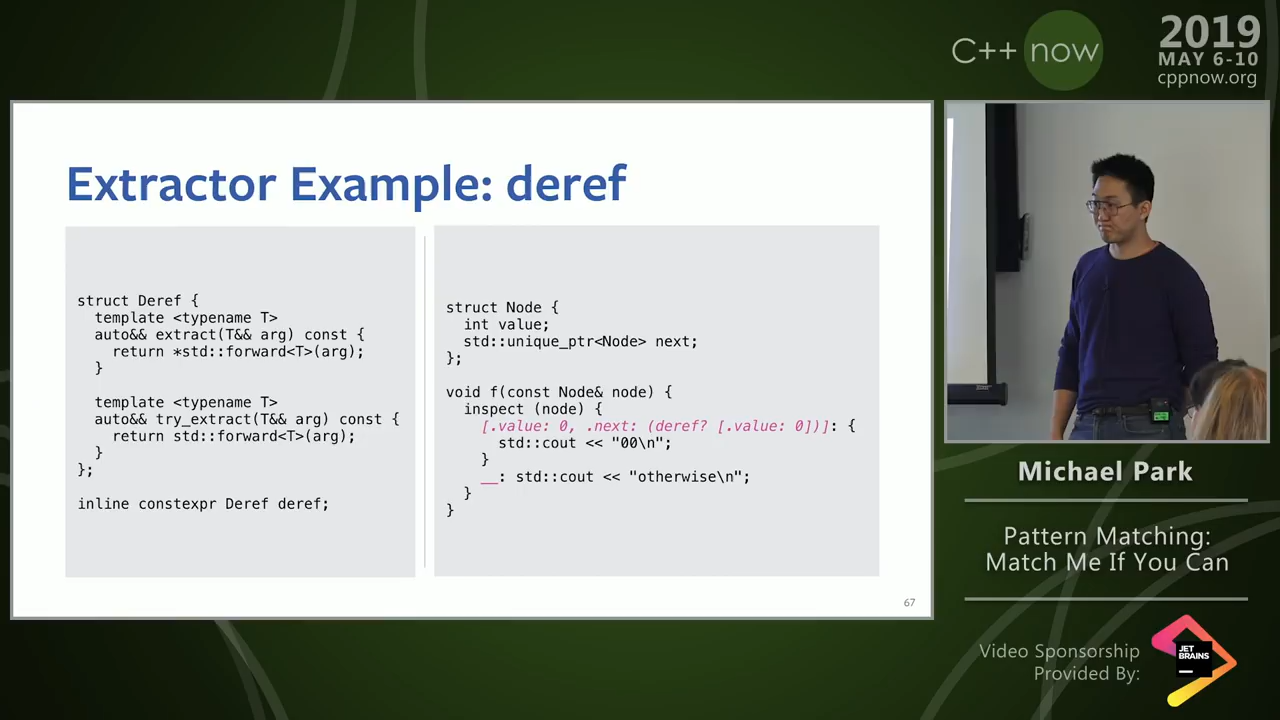 C++ now
2019
MAY 6-10
cppnow.org
Extractor Example: deref
struct Deref {
  template <typename T>
  auto&& extract(T&& arg) const {
    return *std::forward<T>(arg);
  }

  template <typename T>
  auto&& try_extract(T&& arg) const {
    return std::forward<T>(arg);
  }
};

inline constexpr Deref deref;
struct Node {
  int value;
  std::unique_ptr<Node> next;
};

void f(const Node& node) {
  inspect (node) {
    [.value: 0, .next: (deref? [.value: 0])]: {
      std::cout << "00\n";
    }
    __: std::cout << "otherwise\n";
  }
}
67
Michael Park
Pattern Matching:
Match Me If You Can
Video Sponsorship
Provided By:
JET
BRAINS